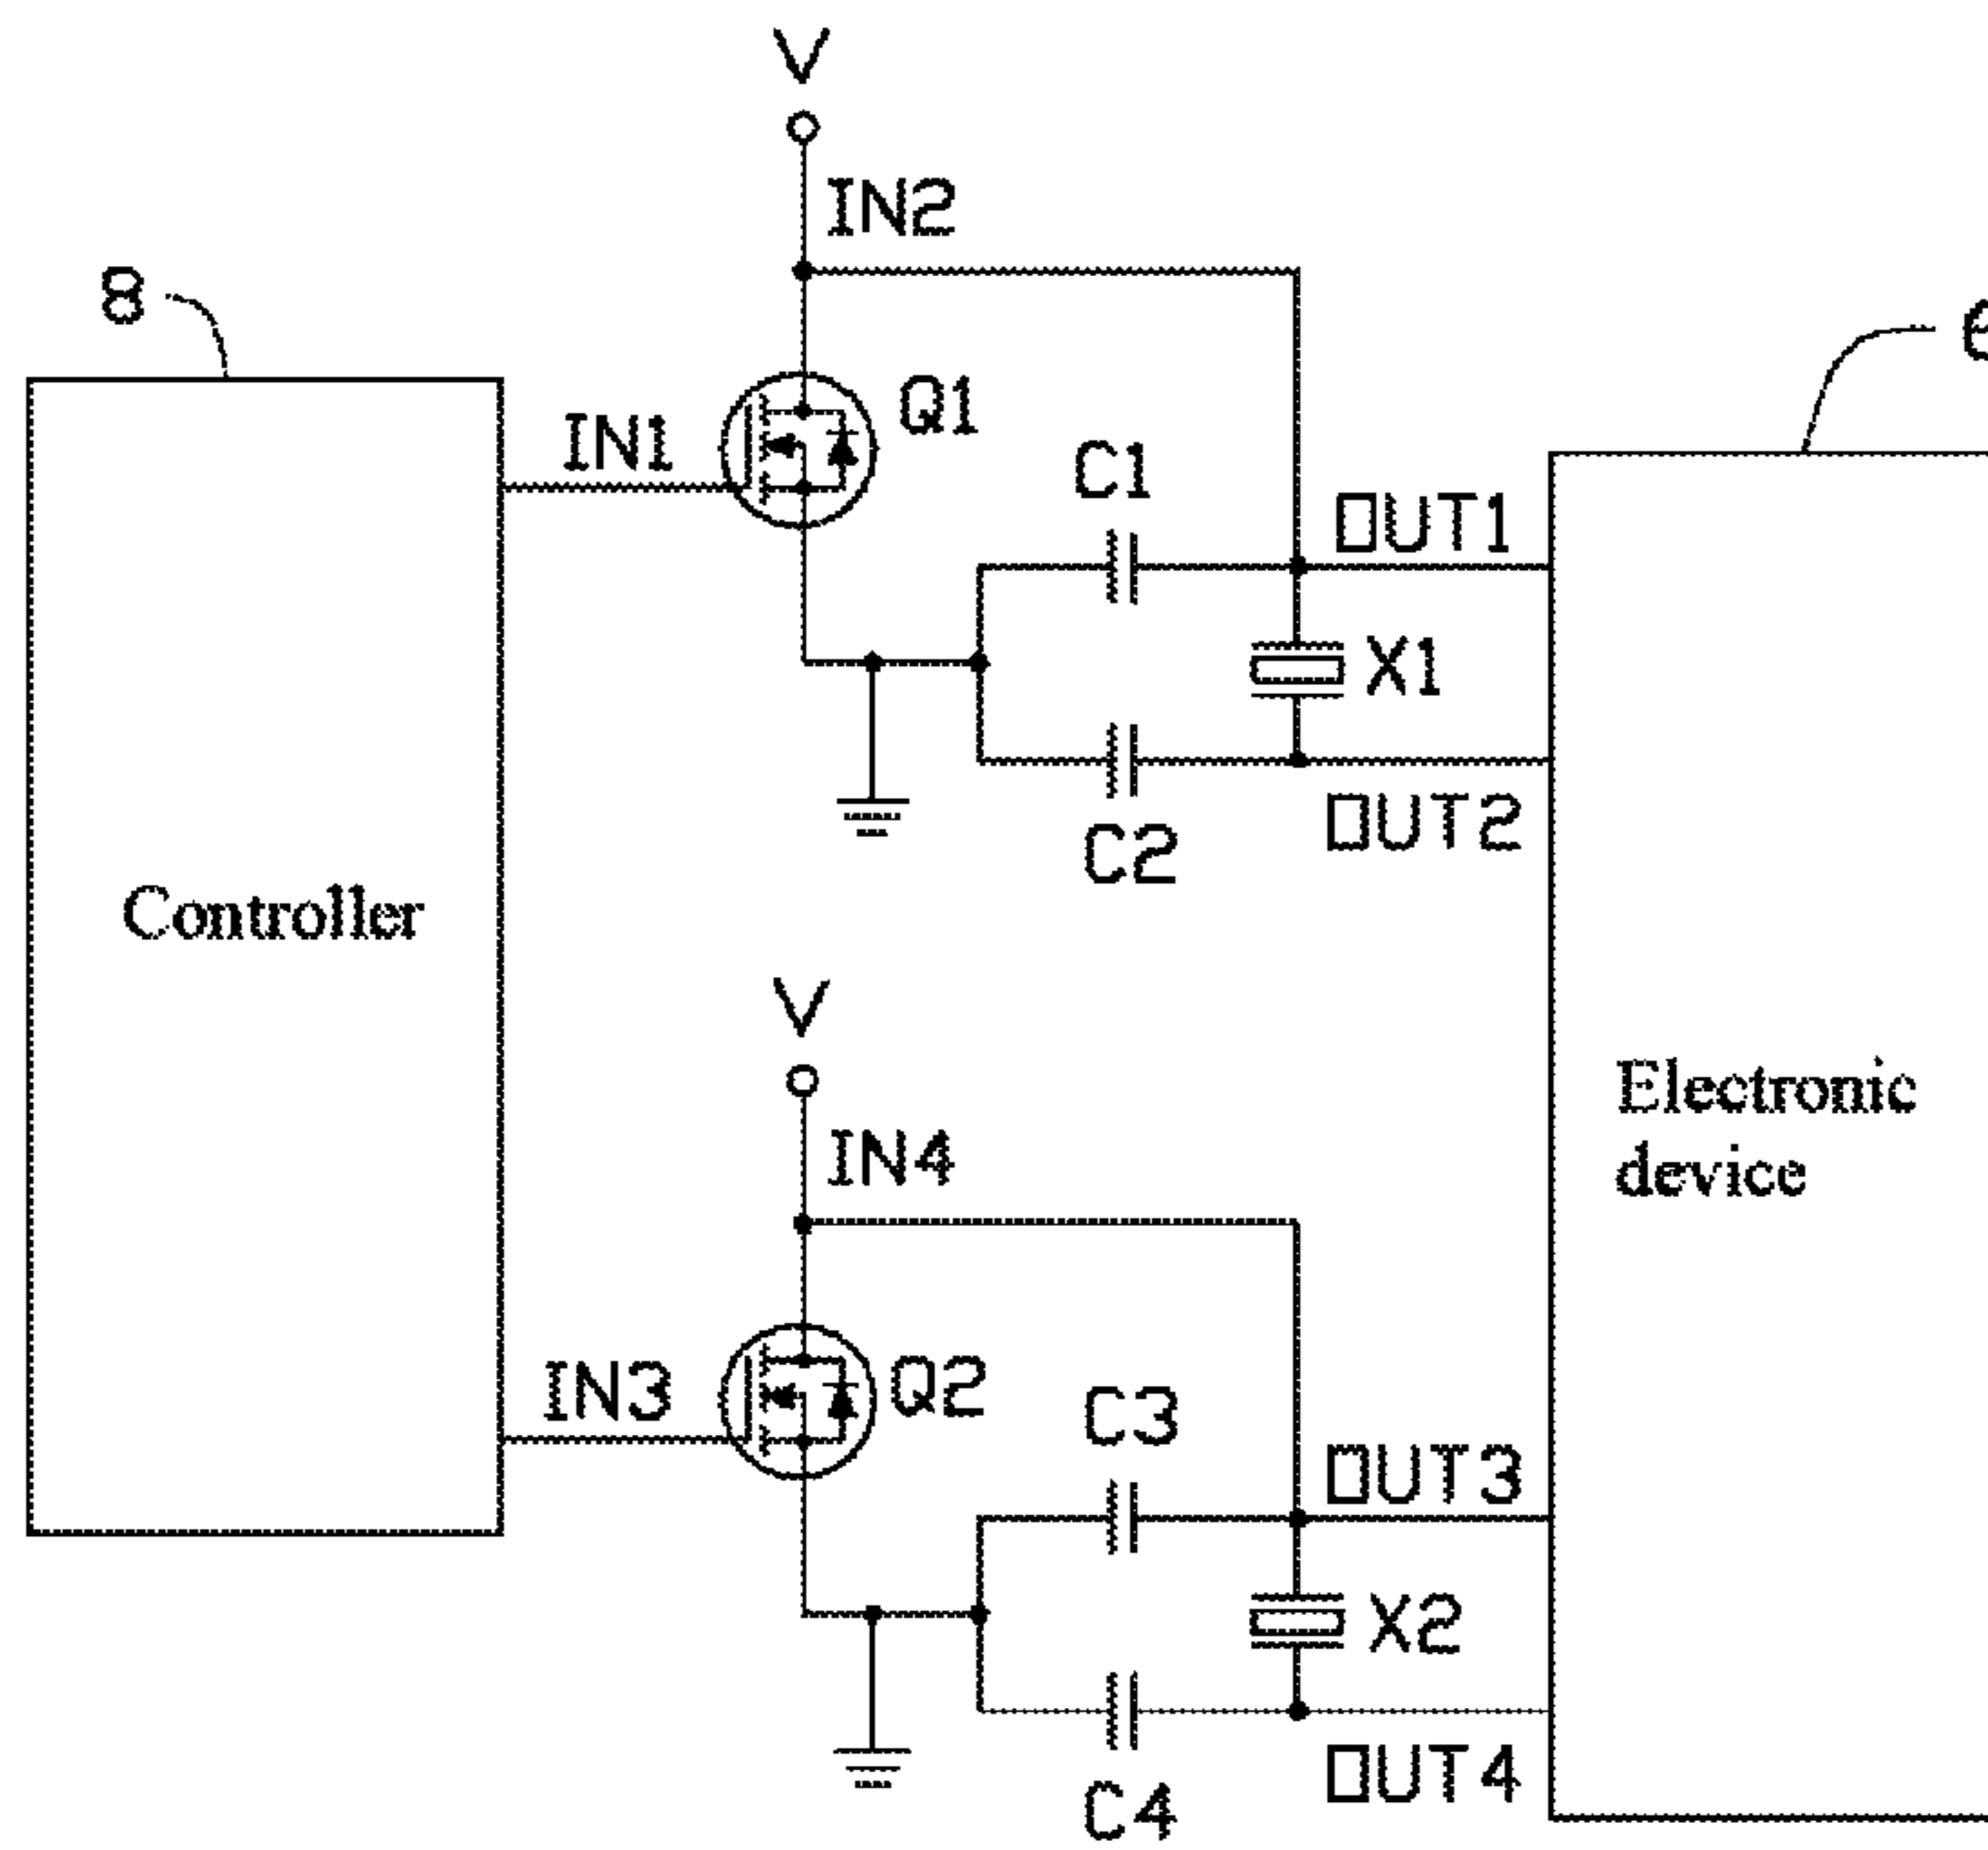 V
IN2
8
6
IN1
Q1
C1
OUT1
X1
C2
OUT2
Controller
V
Electronic
device
IN4
IN3
Q2
C3
OUT3
X2
C4
OUT4